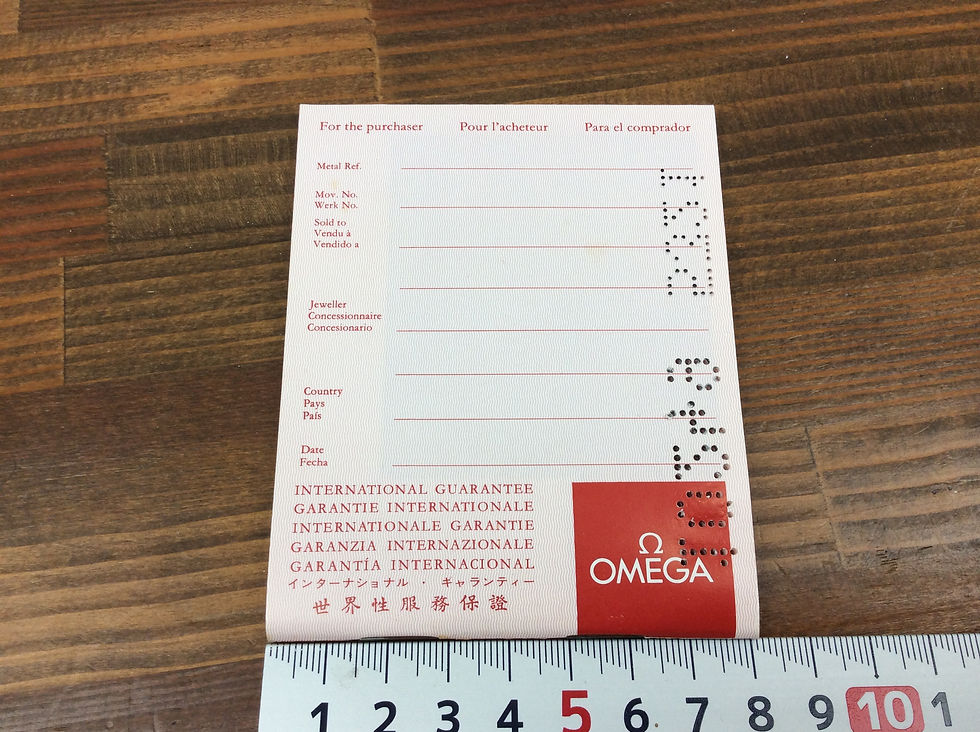 For the purchaser Pour l'acheteur Para el comprador
Metal Ref.
Mov. No.
Werk No.
Sold to
Vendu à
Vendido a
Jeweller
Concessionnaire
Concesionario
Country
Pays
País
Date
Fecha
INTERNATIONAL GUARANTEE
GARANTIE INTERNATIONALE
INTERNATIONALE GARANTIE
GARANZIA INTERNAZIONALE
GARANTÍA INTERNACIONAL
インターナショナル・ギャランティー
世界性服務保證
Ω
OMEGA
1 2 3 4 5 6 7 8 9 10 1